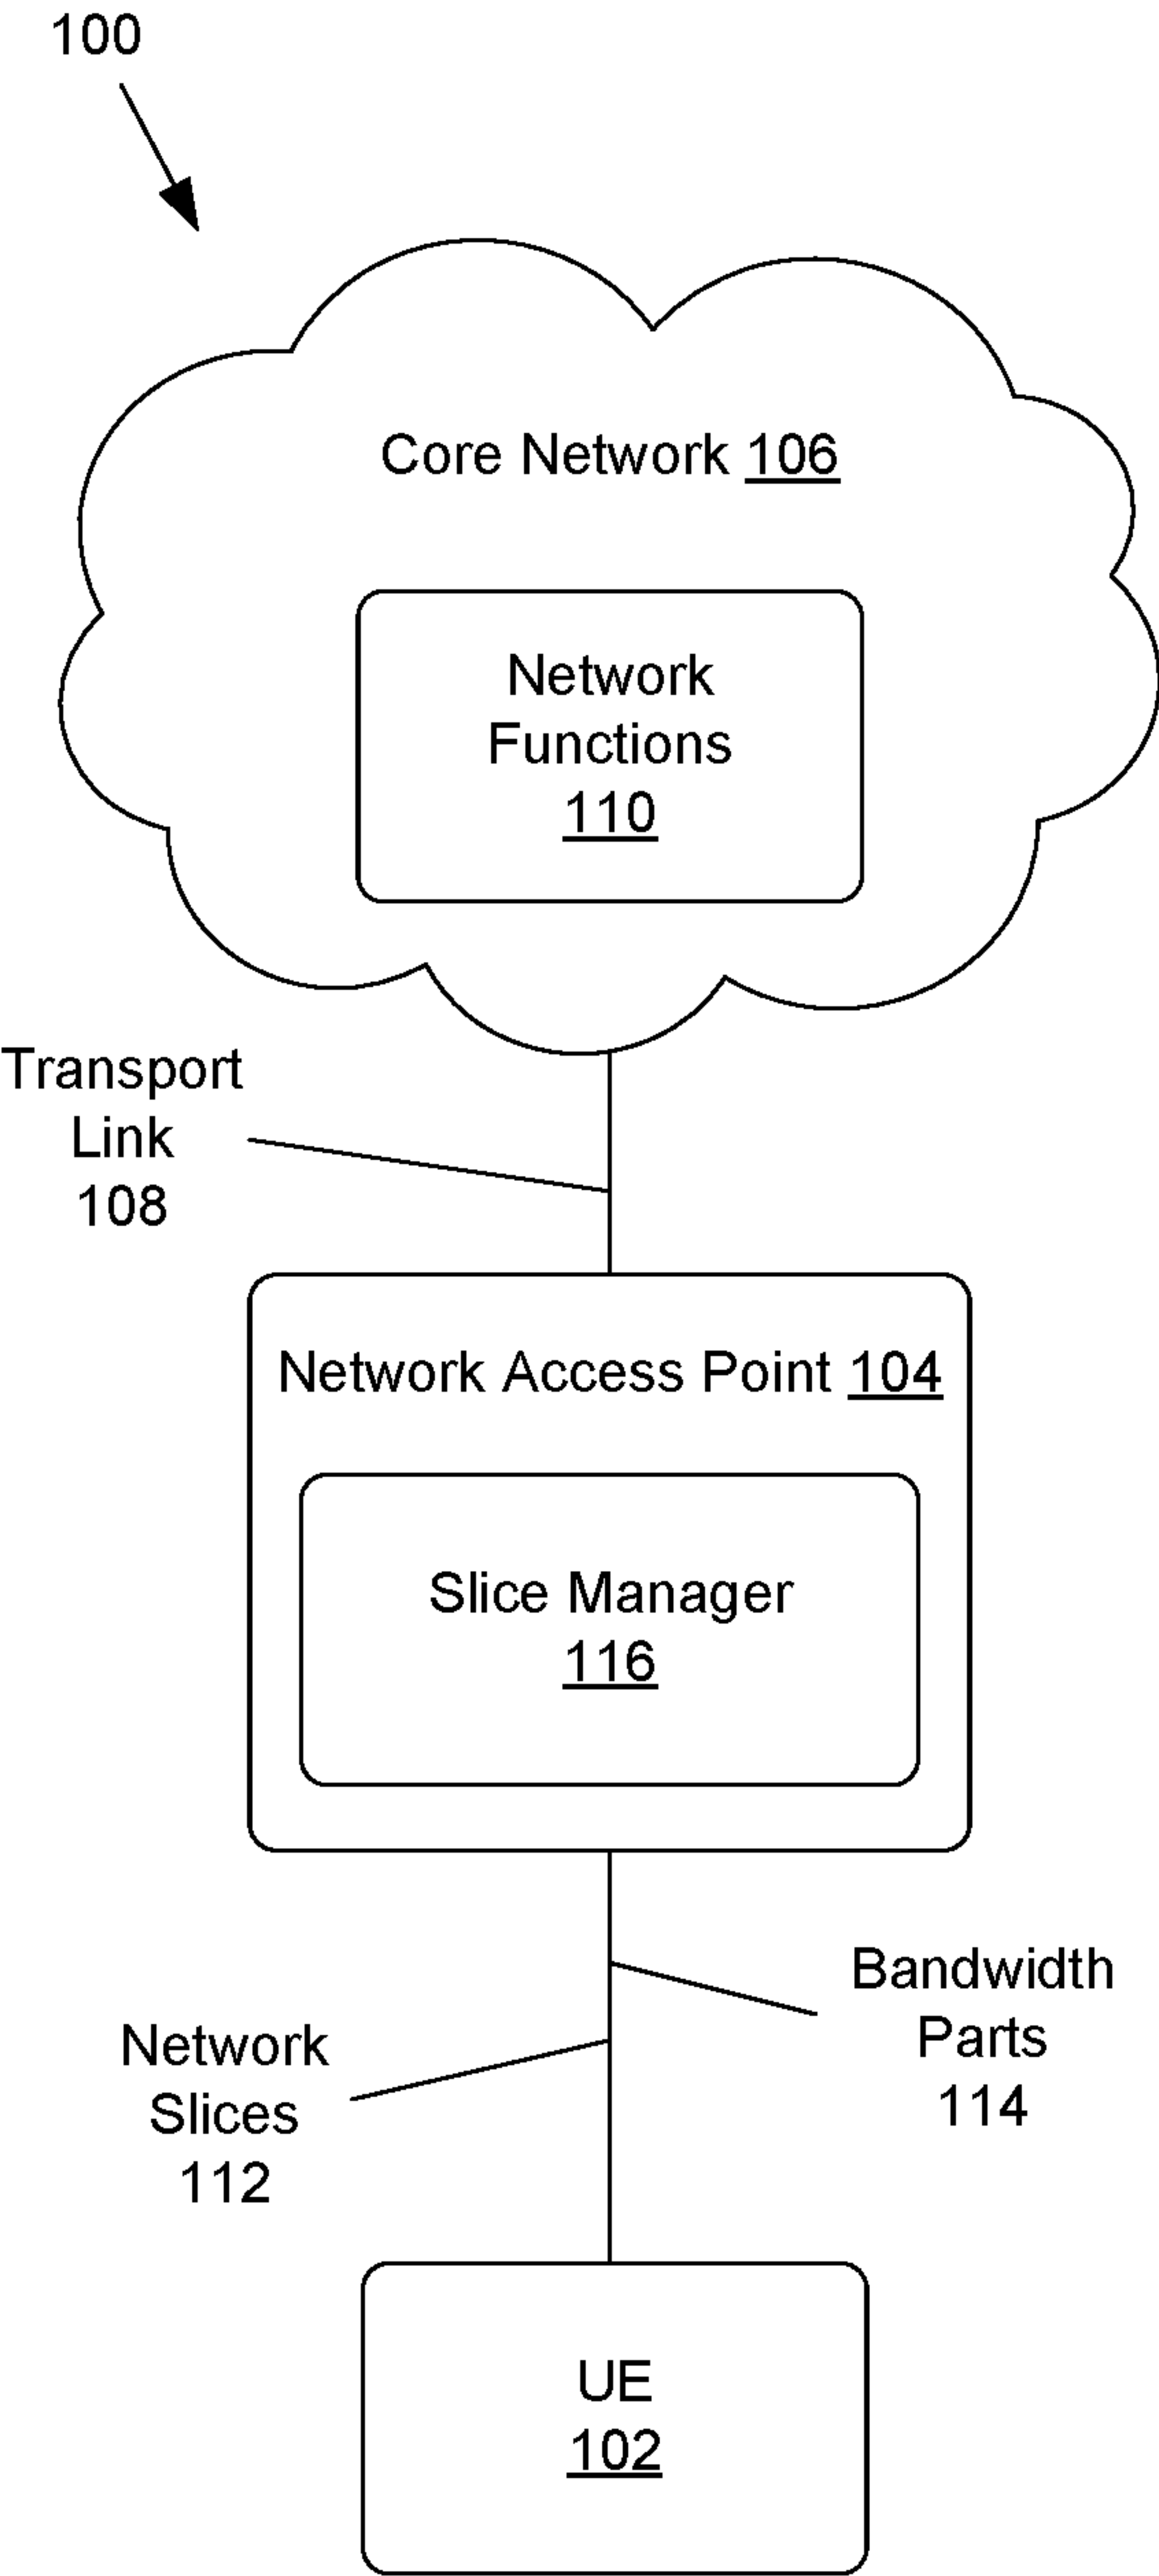 100
Core Network 106
Network
Functions
110
Transport
Link
108
Network Access Point 104
Slice Manager
116
Bandwidth
Parts
114
Network
Slices
112
UE
102